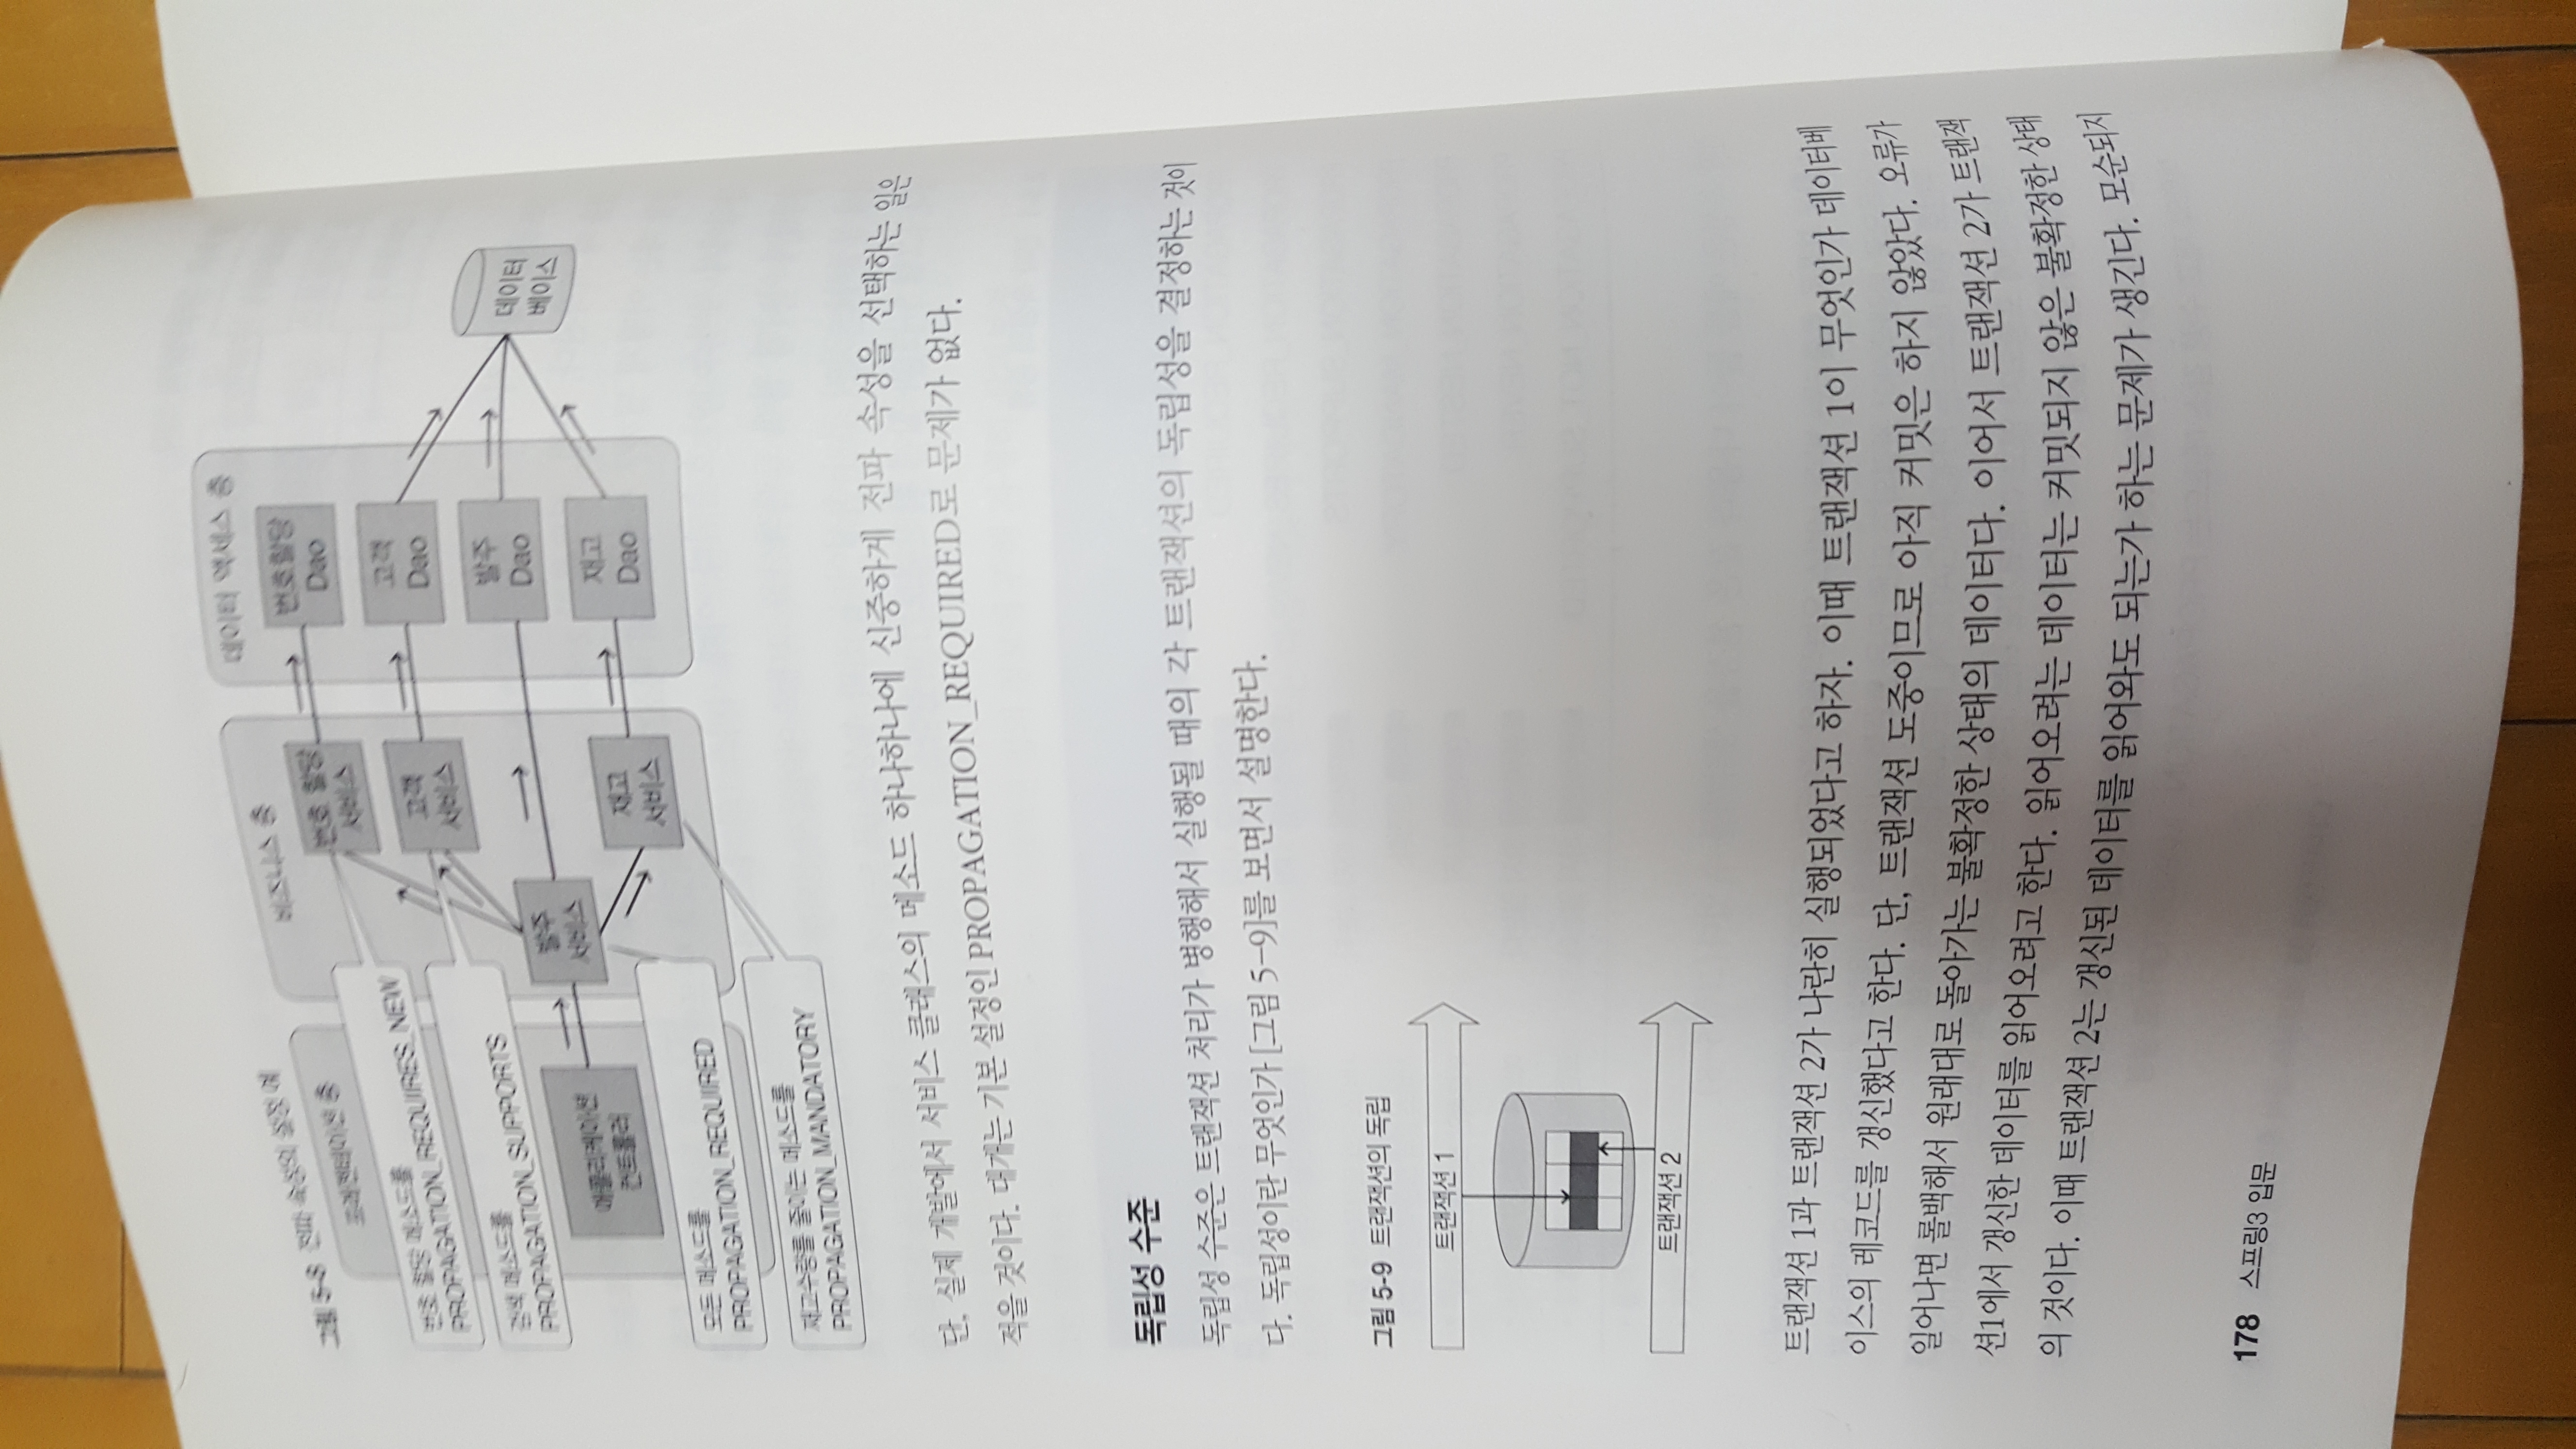 그림 5-8 전파 속성의 설정 예
프레젠테이션 층
비즈니스 층
데이터 액세스 층
번호 할당 메소드를
PROPAGATION_REQUIRES_NEW
검색 메소드를
PROPAGATION_SUPPORTS
애플리케이션
컨트롤러
모든 메소드를
PROPAGATION_REQUIRED
재고수량를 줄이는 메소드를
PROPAGATION_MANDATORY
번호 할당
서비스
고객
서비스
발주
서비스
재고
서비스
번호할당
Dao
고객
Dao
발주
Dao
재고
Dao
데이터
베이스
단, 실제 개발에서 서비스 클래스의 메소드 하나하나에 신중하게 전파 속성을 선택하는 일은
적을 것이다. 대개는 기본 설정인 PROPAGATION_REQUIRED로 문제가 없다.
독립성 수준
독립성 수준은 트랜잭션 처리가 병행해서 실행될 때의 각 트랜잭션의 독립성을 결정하는 것이
다. 독립성이란 무엇인가 [그림 5-9]를 보면서 설명한다.
그림 5-9 트랜잭션의 독립
트랜잭션 1
트랜잭션 2
트랜잭션 1과 트랜잭션 2가 나란히 실행되었다고 하자. 이때 트랜잭션 1이 무엇인가 데이터베
이스의 레코드를 갱신했다고 한다. 단, 트랜잭션 도중이므로 아직 커밋은 하지 않았다. 오류가
일어나면 롤백해서 원래대로 돌아가는 불확정한 상태의 데이터다. 이어서 트랜잭션 2가 트랜잭
션1에서 갱신한 데이터를 읽어오려고 한다. 읽어오려는 데이터는 커밋되지 않은 불확정한 상태
의 것이다. 이때 트랜잭션 2는 갱신된 데이터를 읽어와도 되는가 하는 문제가 생긴다. 모순되지
178 스프링3 입문